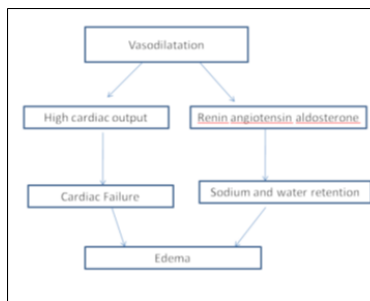 Vasodilatation
High cardiac output
Renin angiotensin aldosterone
Cardiac Failure
Sodium and water retention
Edema